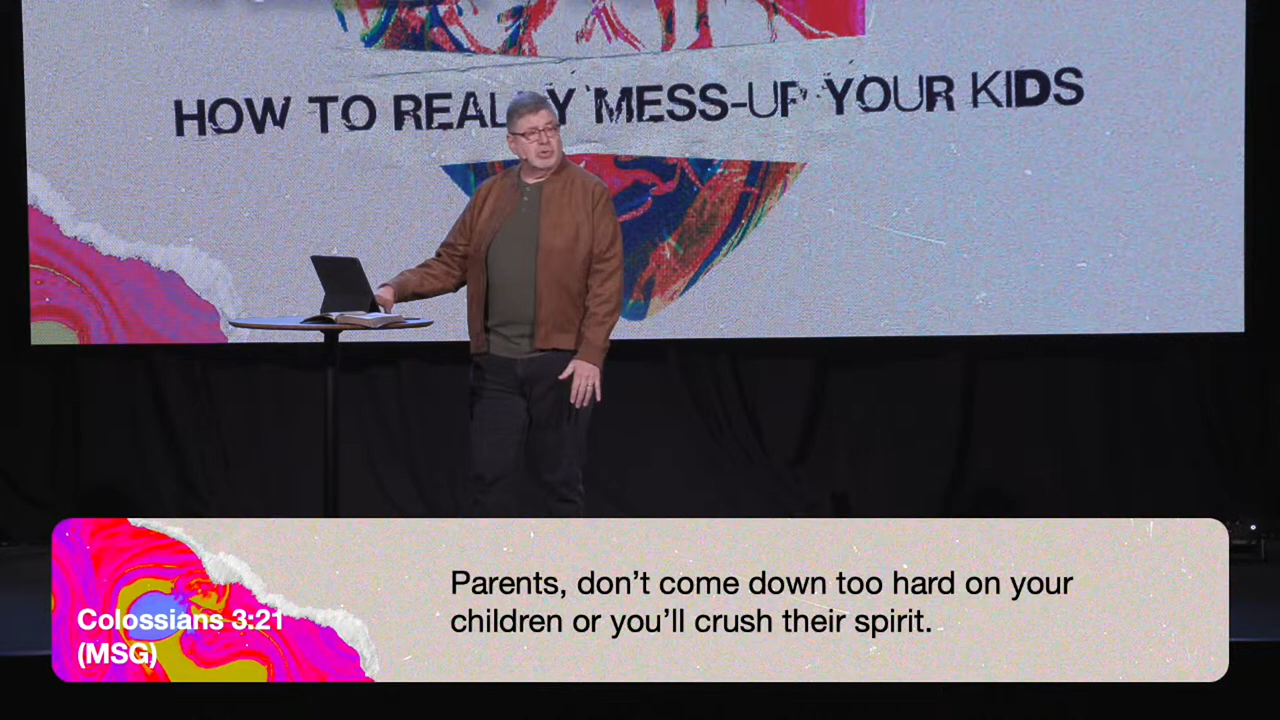 HOW TO REALLY MESS-UP YOUR KIDS
Colossians 3:21
(MSG)
Parents, don’t come down too hard on your
children or you’ll crush their spirit.